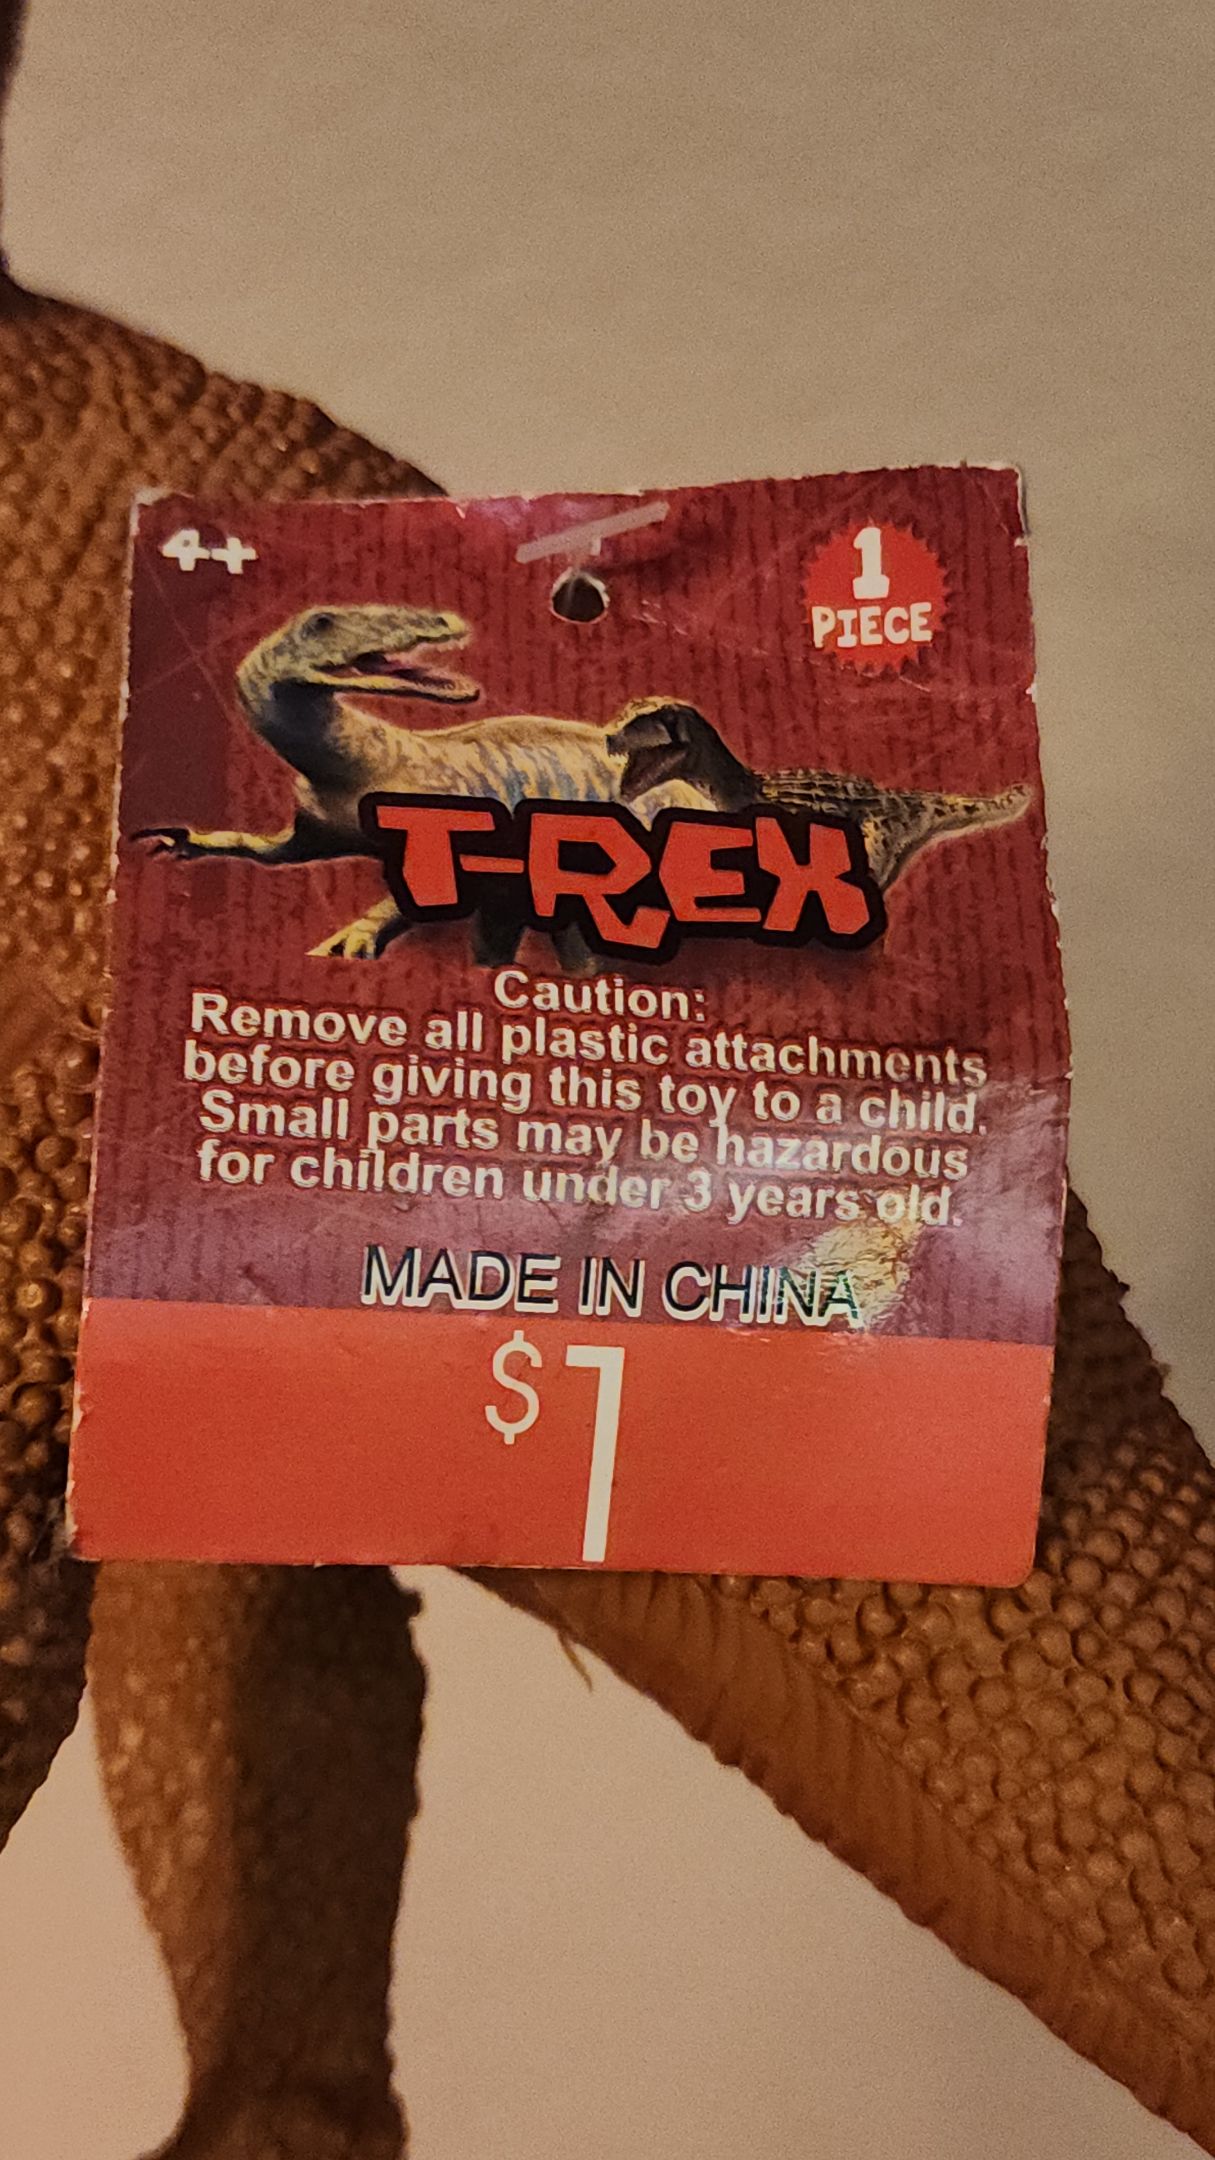 4+
1
PIECE
T-REX
Caution:
Remove all plastic attachments
before giving this toy to a child.
Small parts may be hazardous
for children under 3 years old.
MADE IN CHINA
$1